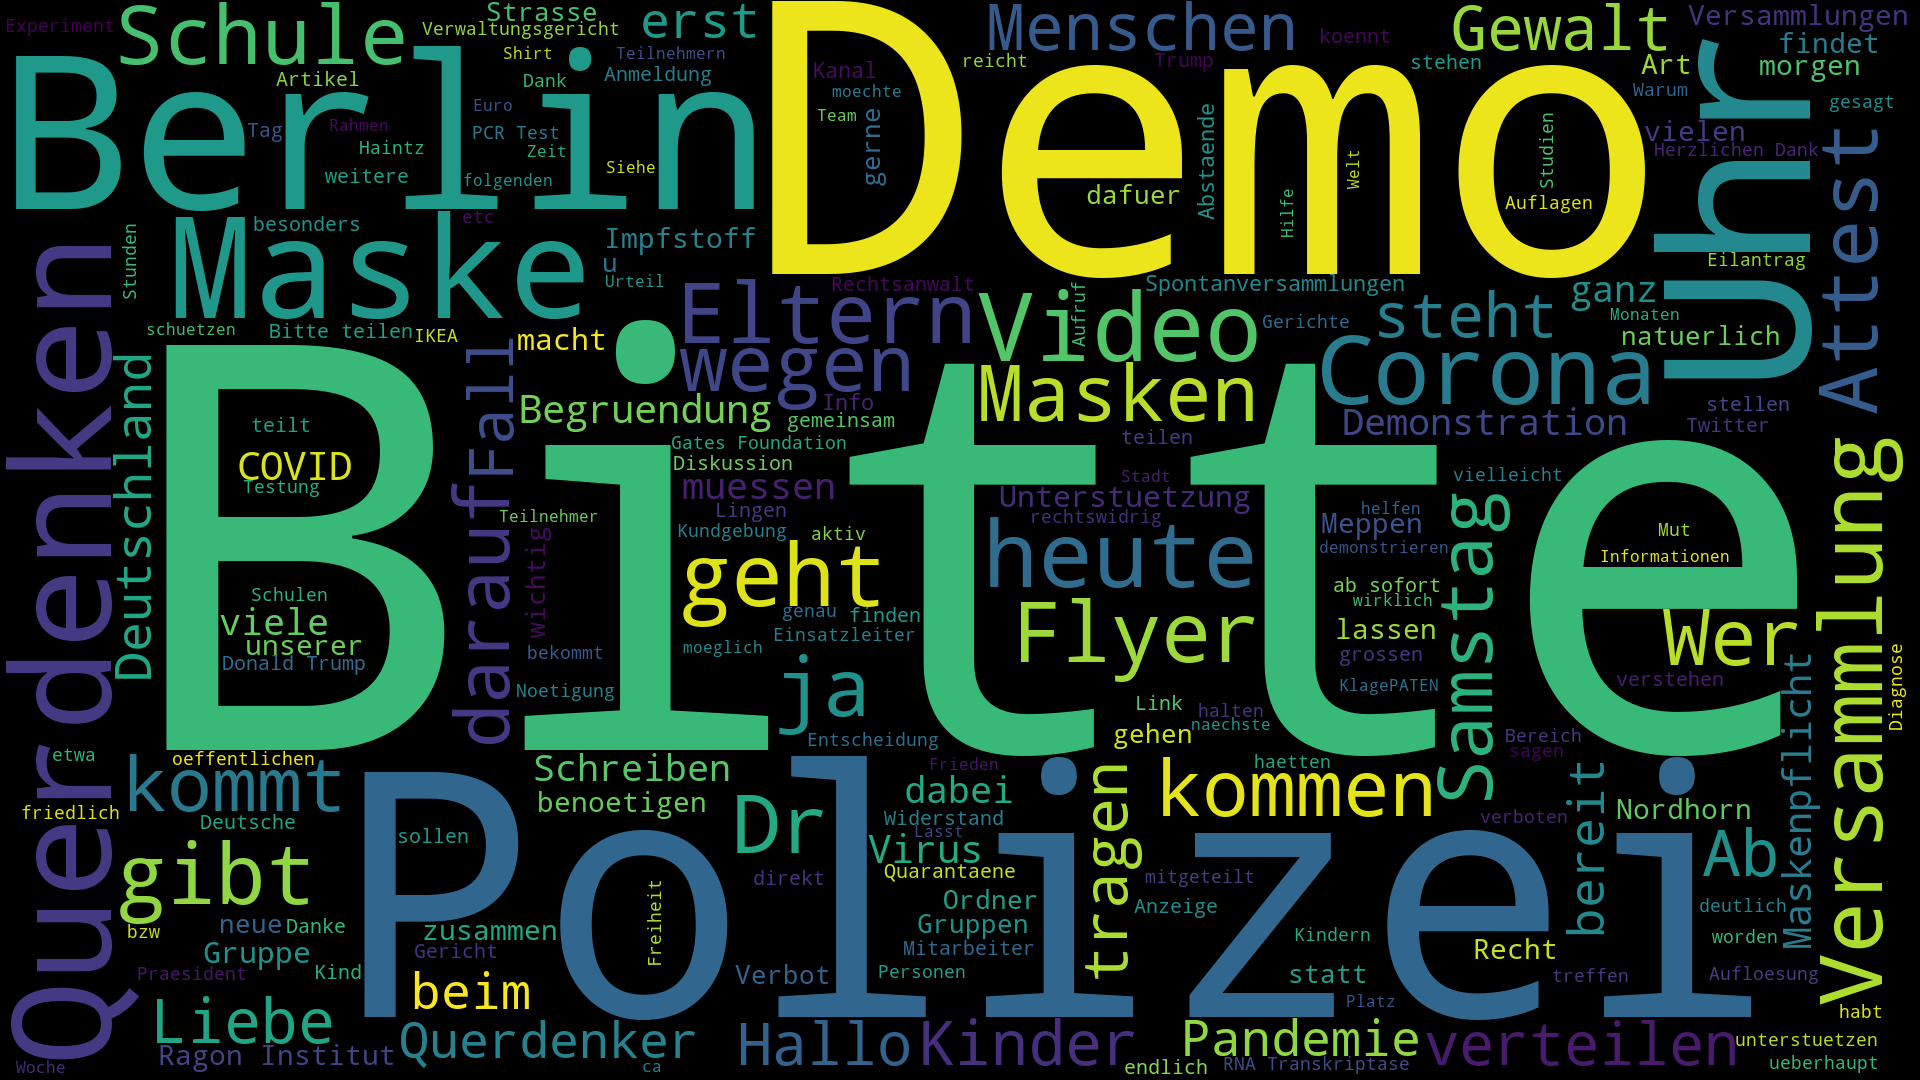 Experiment
Schule
Strasse
Verwaltungsgericht
erst
Menschen
koennt
Gewalt
Versammlungen
findet
Shirt
Teilnehmern
Artikel
Dank
Anmeldung
Kanal
reicht
Trump
stehen
Art
morgen
Berlin
Demo
Uhr
moechte
Warum
gesagt
Euro
Team
Tag
Rahmen
PCR Test
Haintz
Zeit
gerne
Abstaende
Welt
Studien
vielen
Herzlichen Dank
Attest
weitere
folgenden
Siehe
dafuer
Hilfe
Auflagen
Querdenken
Stunden
besonders
etc
Maske
Impfstoff
u
Urteil
Rechtsanwalt
Spontanversammlungen
Eilantrag
Eltern
Video
Aufruf
steht
ganz
Monaten
schuetzen
Bitte teilen
IKEA
macht
Gerichte
natuerlich
wegen
Corona
Deutschland
darauf
Fall
Masken
Begruendung
Info
gemeinsam
Demonstration
stellen
Twitter
Bitte
teilt
Gates Foundation
teilen
COVID
Diskussion
Testung
muessen
Stadt
vielleicht
Unterstuetzung
Lingen
Teilnehmer
rechtswidrig
helfen
Meppen
Samstag
Versammlung
Kundgebung
aktiv
wichtig
heute
demonstrieren
Mut
Informationen
geht
Schulen
ab sofort
wirklich
viele
genau
finden
Flyer
lassen
Wer
unserer
Einsatzleiter
moeglich
bekommt
grossen
Donald Trump
verstehen
Maskenpflicht
Diagnose
Noetigung
ja
KlagePATEN
Link
halten
naechste
gehen
Entscheidung
Bereich
sagen
etwa
oeffentlichen
Schreiben
Frieden
haetten
kommt
Polizei
kommen
benoetigen
Dr
dabei
tragen
bereit
Nordhorn
friedlich
Deutsche
Widerstand
Lasst
verboten
sollen
Virus
Ab
gibt
Quarantaene
direkt
mitgeteilt
Freiheit
Ordner
Anzeige
deutlich
neue
Danke
bzw
zusammen
Gruppen
Kindern
worden
Gruppe
Gericht
Mitarbeiter
Recht
Praesident
Kind
Verbot
Personen
statt
treffen
Aufloesung
beim
Platz
habt
Liebe
Querdenker
Hallo
Kinder
Pandemie
verteilen
unterstuetzen
Ragon Institut
Woche
ca
endlich
RNA Transkriptase
ueberhaupt